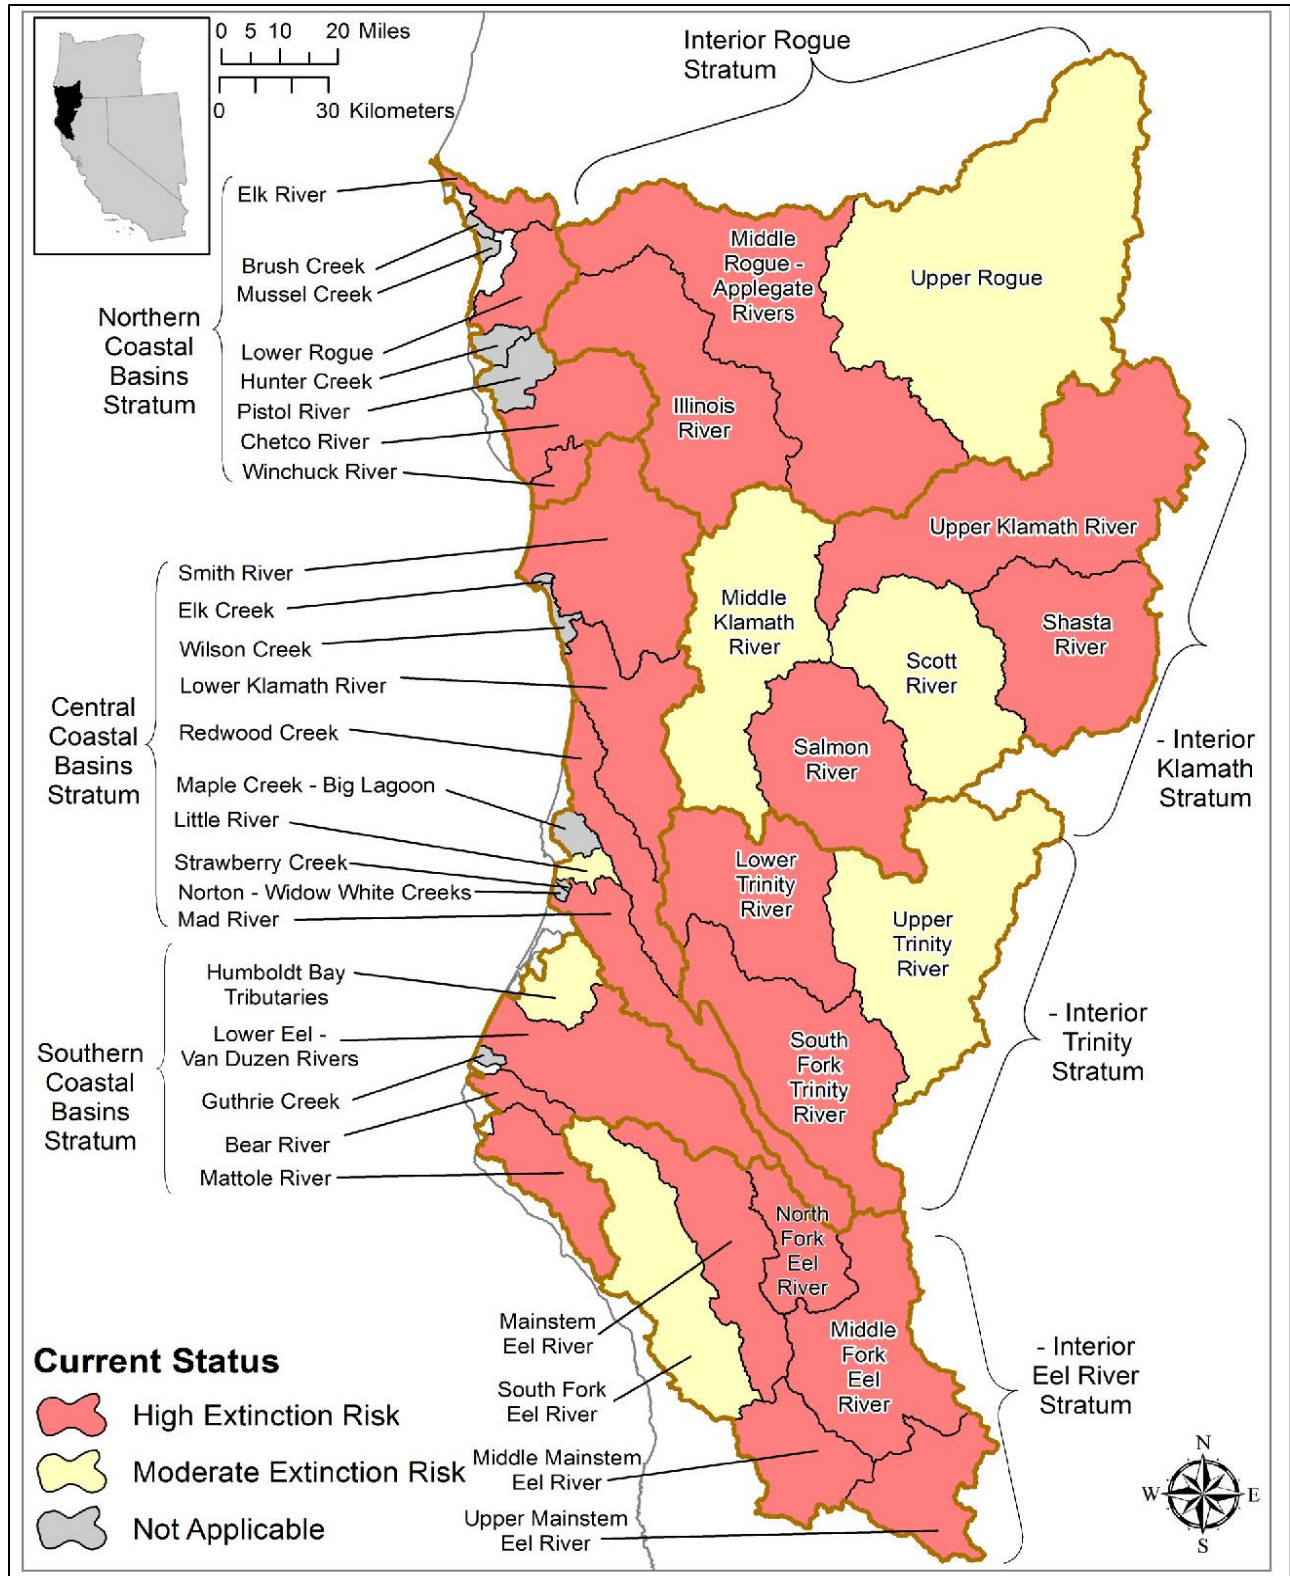 0 5 10 20 Miles
0 30 Kilometers
Interior Rogue
Stratum
Northern
Coastal
Basins
Stratum
Elk River
Brush Creek
Mussel Creek
Lower Rogue
Hunter Creek
Pistol River
Chetco River
Winchuck River
Middle
Rogue -
Applegate
Rivers
Upper Rogue
Illinois
River
Central
Coastal
Basins
Stratum
Smith River
Elk Creek
Wilson Creek
Lower Klamath River
Redwood Creek
Maple Creek - Big Lagoon
Little River
Strawberry Creek
Norton - Widow White Creeks
Mad River
Upper Klamath River
Middle
Klamath
River
Shasta
River
Scott
River
Salmon
River
- Interior
Klamath
Stratum
Lower
Trinity
River
Upper
Trinity
River
South
Fork
Trinity
River
- Interior
Trinity
Stratum
Southern
Coastal
Basins
Stratum
Humboldt Bay
Tributaries
Lower Eel -
Van Duzen Rivers
Guthrie Creek
Bear River
Mattole River
North
Fork
Eel
River
Middle
Fork
Eel
River
Mainstem
Eel River
South Fork
Eel River
Middle Mainstem
Eel River
Upper Mainstem
Eel River
- Interior
Eel River
Stratum
Current Status
High Extinction Risk
Moderate Extinction Risk
Not Applicable
N
W E
S